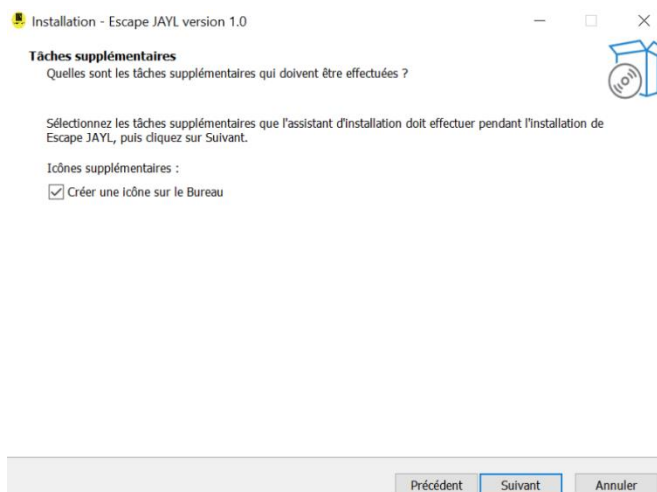 Installation - Escape JAYL version 1.0
Tâches supplémentaires
Quelles sont les tâches supplémentaires qui doivent être effectuées ?
Sélectionnez les tâches supplémentaires que l'assistant d'installation doit effectuer pendant l'installation de
Escape JAYL, puis cliquez sur Suivant.
Icônes supplémentaires :
Créer une icône sur le Bureau
Précédent
Suivant
Annuler